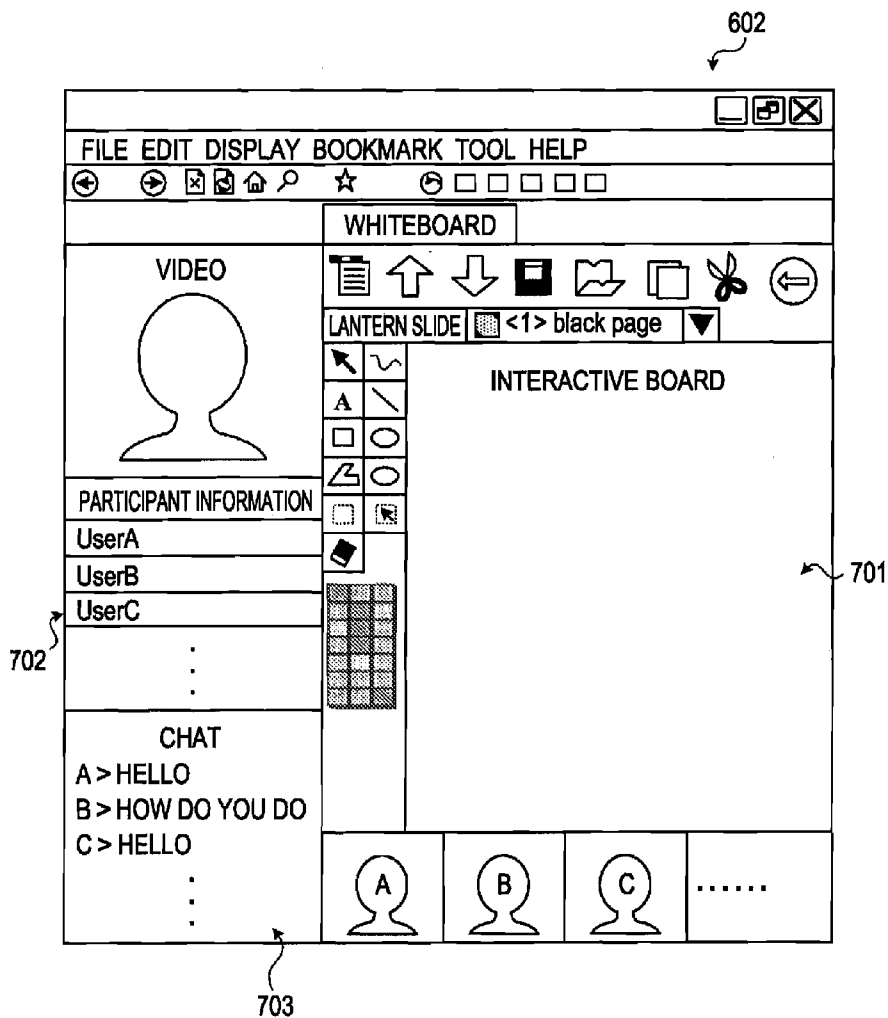 602
FILE EDIT DISPLAY BOOKMARK TOOL HELP
WHITEBOARD
VIDEO
LANTERN SLIDE <1> black page
A
INTERACTIVE BOARD
PARTICIPANT INFORMATION
UserA
UserB
UserC
701
702
CHAT
A > HELLO
B > HOW DO YOU DO
C > HELLO
A B C ......
703